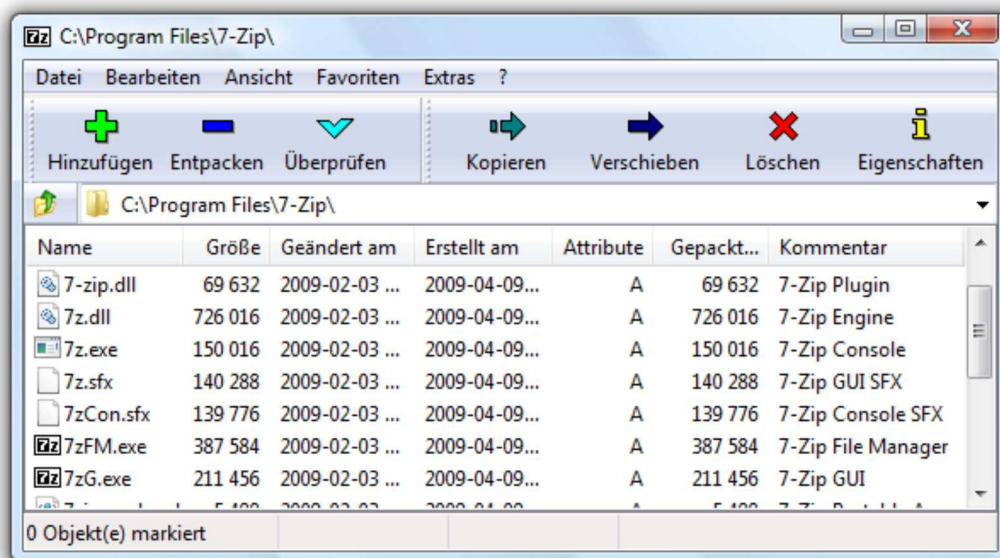 7z C:\Program Files\7-Zip\
Datei Bearbeiten Ansicht Favoriten Extras ?
Hinzufügen Entpacken Überprüfen Kopieren Verschieben Löschen Eigenschaften
C:\Program Files\7-Zip\
Name Größe Geändert am Erstellt am Attribute Gepackt... Kommentar
7-zip.dll 69 632 2009-02-03 ... 2009-04-09... A 69 632 7-Zip Plugin
7z.dll 726 016 2009-02-03 ... 2009-04-09... A 726 016 7-Zip Engine
7z.exe 150 016 2009-02-03 ... 2009-04-09... A 150 016 7-Zip Console
7z.sfx 140 288 2009-02-03 ... 2009-04-09... A 140 288 7-Zip GUI SFX
7zCon.sfx 139 776 2009-02-03 ... 2009-04-09... A 139 776 7-Zip Console SFX
7z 7zFM.exe 387 584 2009-02-03 ... 2009-04-09... A 387 584 7-Zip File Manager
7z 7zG.exe 211 456 2009-02-03 ... 2009-04-09... A 211 456 7-Zip GUI
0 Objekt(e) markiert